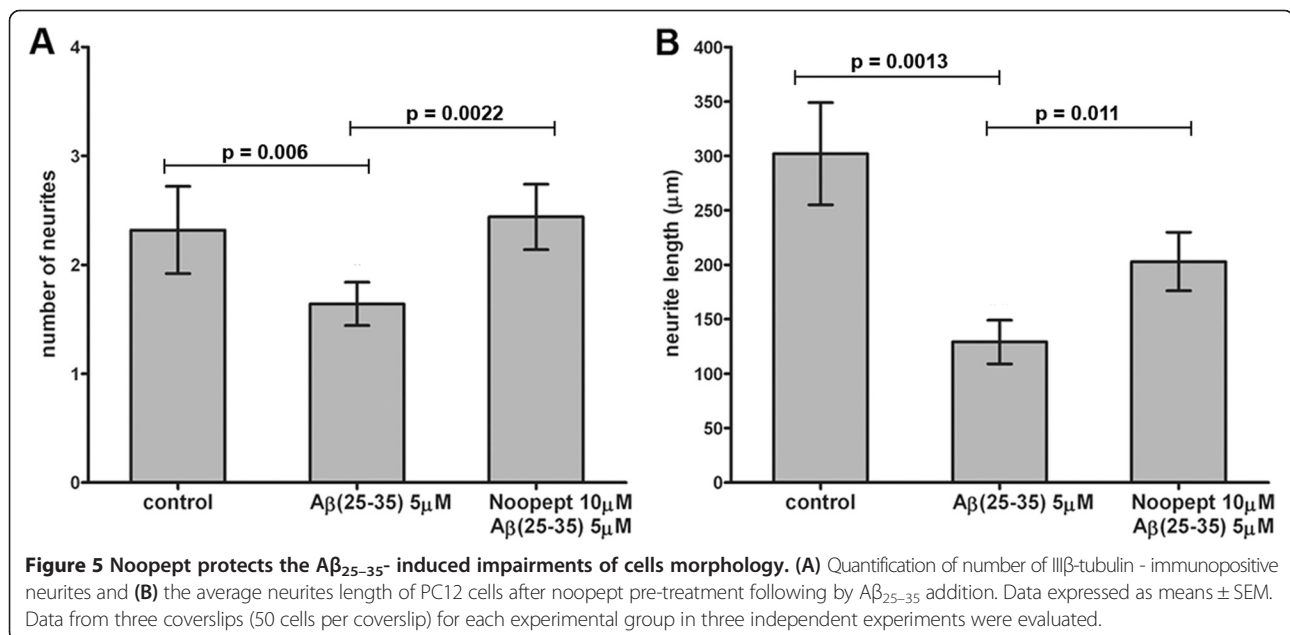 A
4
3
2
1
0
number of neurites
p = 0.006
p = 0.0022
control
Aβ(25-35) 5μM
Noopept 10μM
Aβ(25-35) 5μM
B
400
350
300
250
200
150
100
50
0
neurite length (μm)
p = 0.0013
p = 0.011
control
Aβ(25-35) 5μM
Noopept 10μM
Aβ(25-35) 5μM
Figure 5 Noopept protects the Aβ25–35- induced impairments of cells morphology. (A) Quantification of number of IIIβ-tubulin - immunopositive
neurites and (B) the average neurites length of PC12 cells after noopept pre-treatment following by Aβ25–35 addition. Data expressed as means ± SEM.
Data from three coverslips (50 cells per coverslip) for each experimental group in three independent experiments were evaluated.